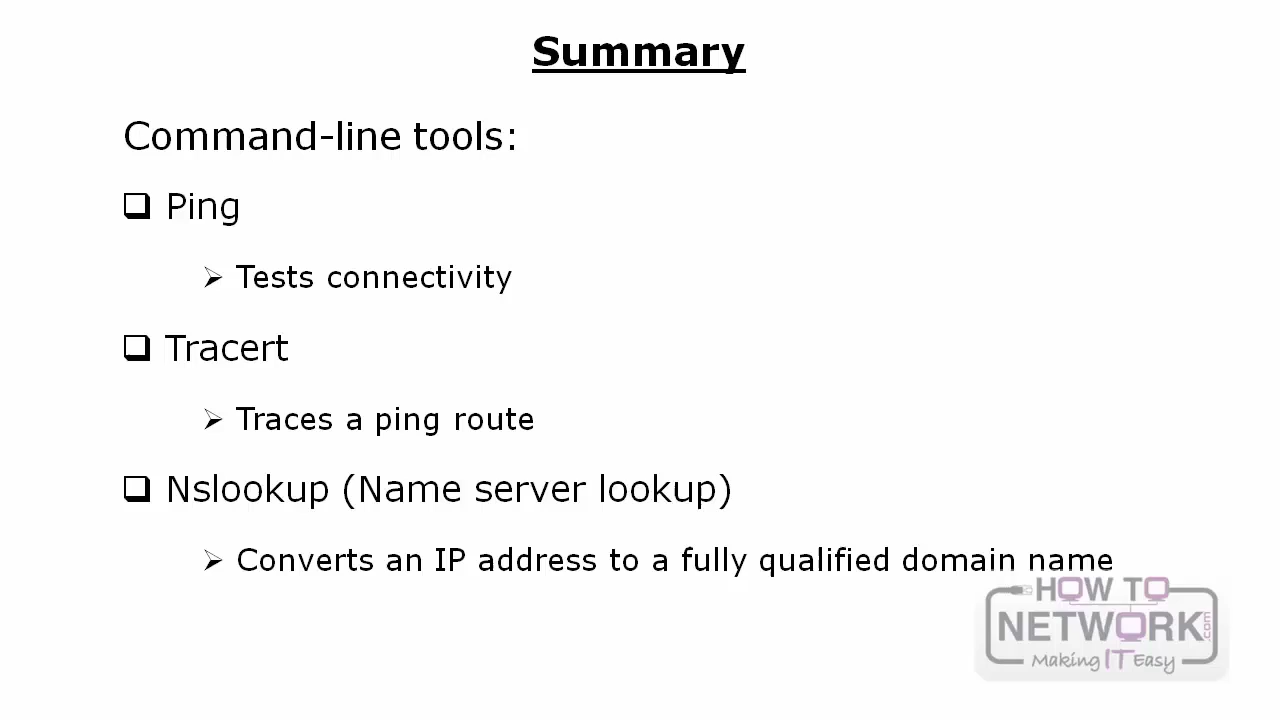 Summary
Command-line tools:
Ping
Tests connectivity
Tracert
Traces a ping route
Nslookup (Name server lookup)
Converts an IP address to a fully qualified domain name
HOW TO
NETWORK.com
Making IT Easy